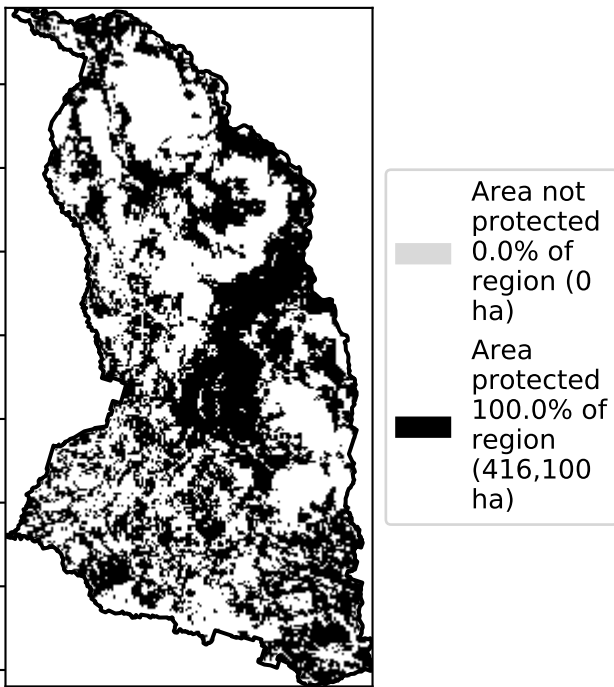 Area not
protected
0.0% of
region (0
ha)
Area
protected
100.0% of
region
(416,100
ha)